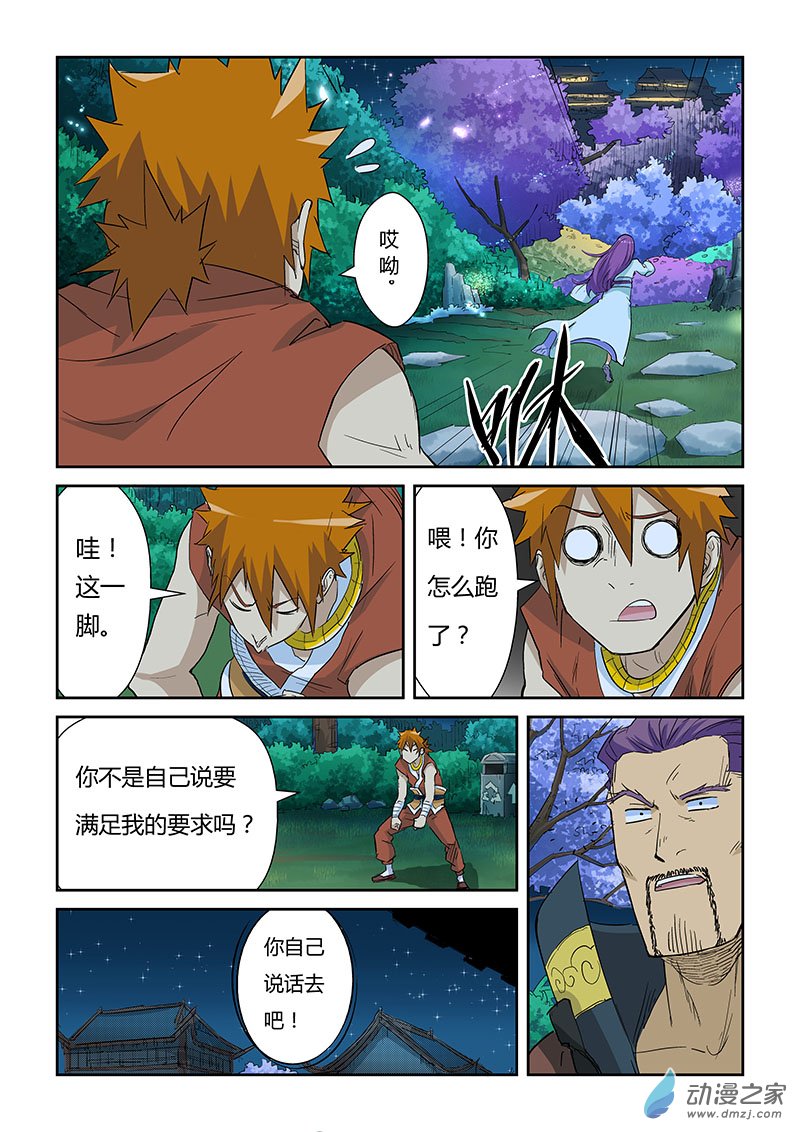 哎
呦。
咻
哇！
这一
脚。
喂！你
怎么跑
了？
你不是自己说要
满足我的要求吗？
你自己
说话去
吧！
动漫之家
www.dmzj.com